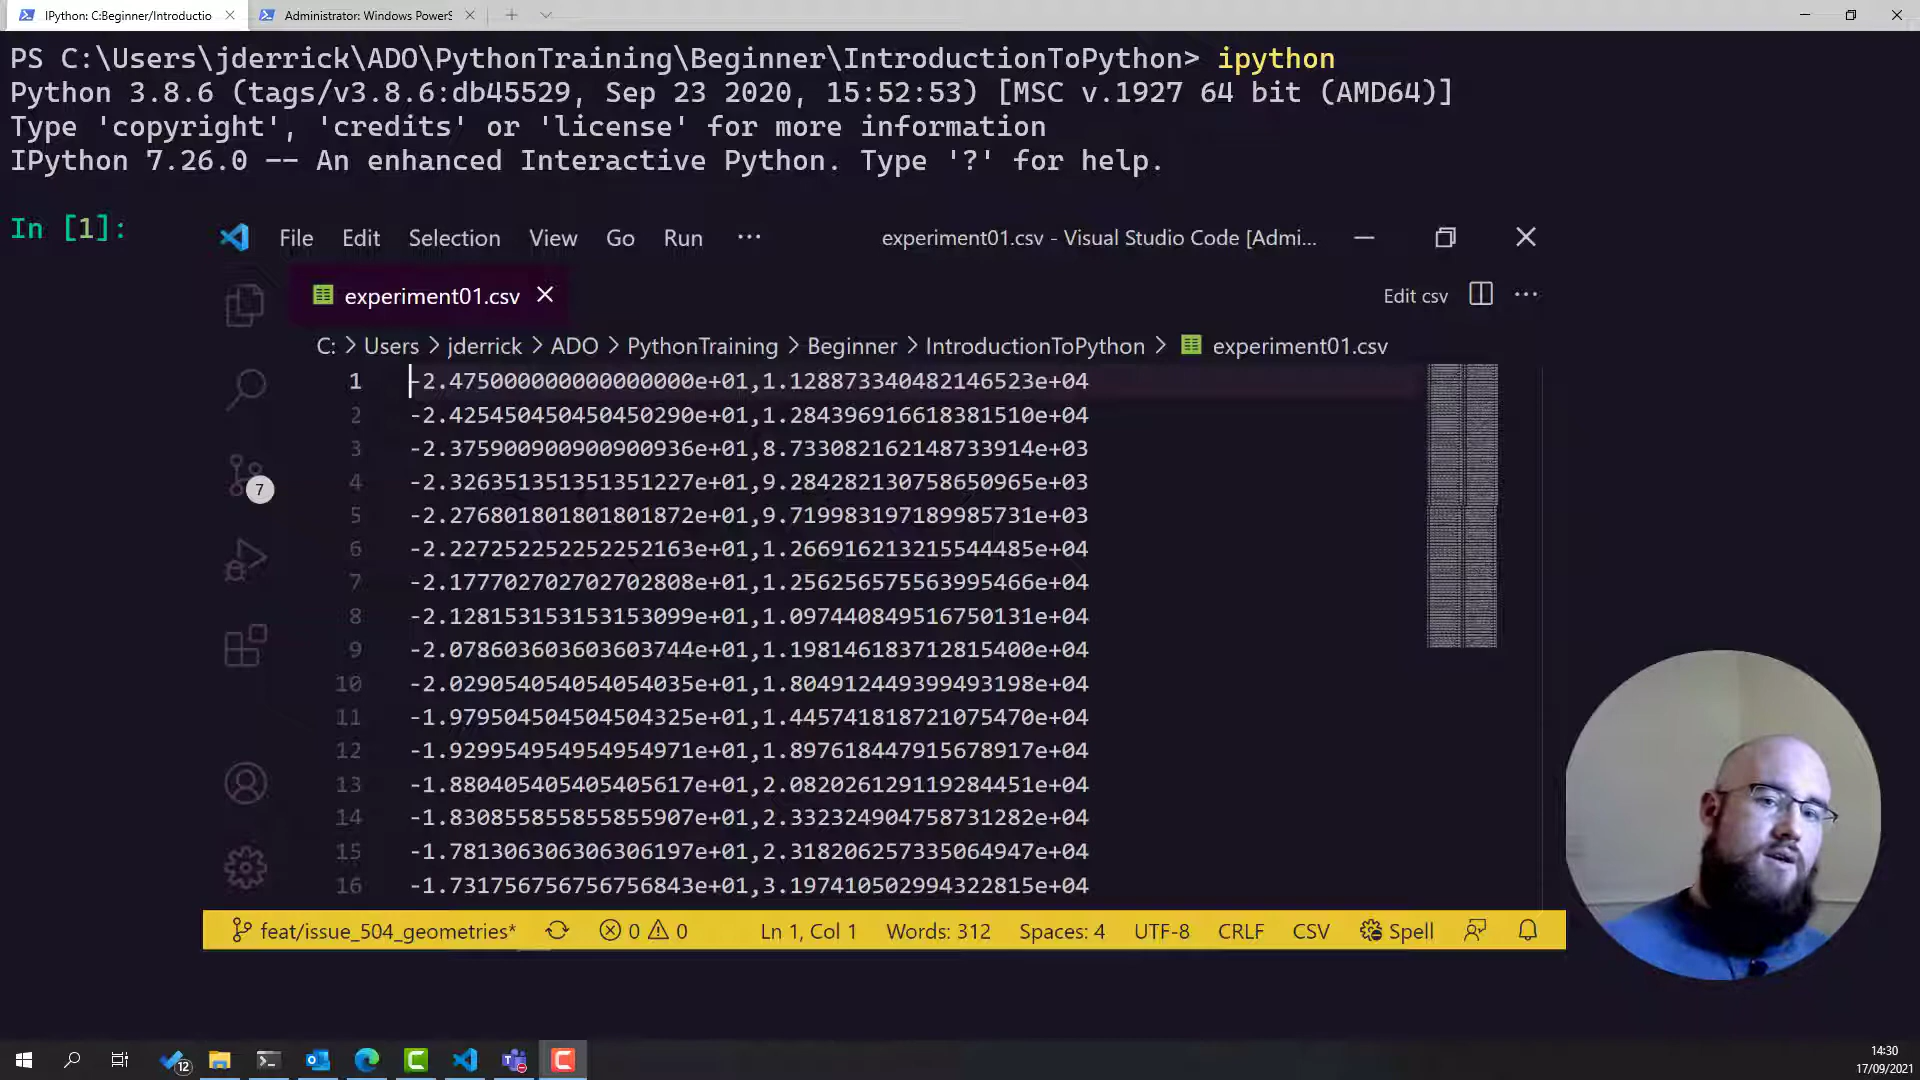 IPython: C:Beginner/Introductio
Administrator: Windows PowerS
PS C:\Users\jderrick\ADO\PythonTraining\Beginner\IntroductionToPython> ipython
Python 3.8.6 (tags/v3.8.6:db45529, Sep 23 2020, 15:52:53) [MSC v.1927 64 bit (AMD64)]
Type 'copyright', 'credits' or 'license' for more information
IPython 7.26.0 -- An enhanced Interactive Python. Type '?' for help.
In [1]:
File Edit Selection View Go Run ··· experiment01.csv - Visual Studio Code [Admi...
experiment01.csv
Edit csv ···
C: > Users > jderrick > ADO > PythonTraining > Beginner > IntroductionToPython > experiment01.csv
1 -2.475000000000000000e+01,1.128873340482146523e+04
2 -2.425450450450450290e+01,1.284396916618381510e+04
3 -2.375900900900900936e+01,8.733082162148733914e+03
4 -2.326351351351351227e+01,9.284282130758650965e+03
5 -2.276801801801801872e+01,9.719983197189985731e+03
6 -2.227252252252252163e+01,1.266916213215544485e+04
7 -2.177702702702702808e+01,1.256256575563995466e+04
8 -2.128153153153153099e+01,1.097440849516750131e+04
9 -2.078603603603603744e+01,1.198146183712815400e+04
10 -2.029054054054054035e+01,1.804912449399493198e+04
11 -1.979504504504504325e+01,1.445741818721075470e+04
12 -1.929954954954954971e+01,1.897618447915678917e+04
13 -1.880405405405405617e+01,2.082026129119284451e+04
14 -1.830855855855855907e+01,2.332324904758731282e+04
15 -1.781306306306306197e+01,2.318206257335064947e+04
16 -1.731756756756756843e+01,3.197410502994322815e+04
7
feat/issue_504_geometries* 0 0 Ln 1, Col 1 Words: 312 Spaces: 4 UTF-8 CRLF CSV Spell
12
14:30
17/09/2021